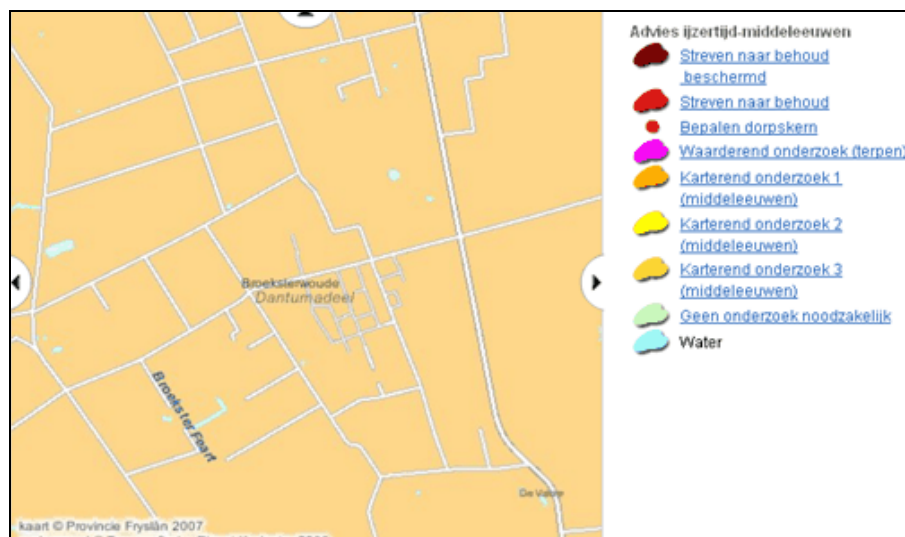 Broeksterwoude
Dantumadeel
Broekster Feart
De Valom
kaart © Provincie Fryslân 2007
Advies ijzertijd-middeleeuwen
Streven naar behoud
beschermd
Streven naar behoud
Bepalen dorpskern
Waarderend onderzoek (terpen)
Karterend onderzoek 1
(middeleeuwen)
Karterend onderzoek 2
(middeleeuwen)
Karterend onderzoek 3
(middeleeuwen)
Geen onderzoek noodzakelijk
Water